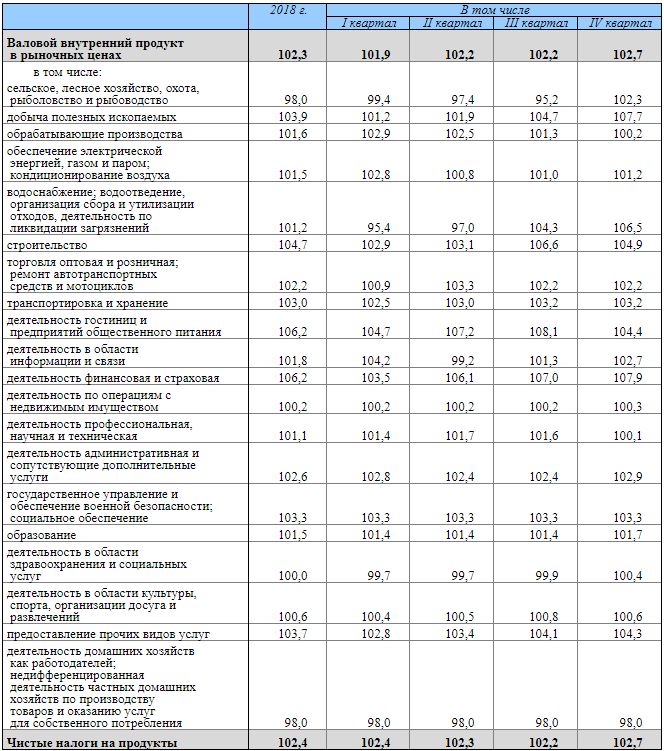 2018 г. В том числе
I квартал II квартал III квартал IV квартал
Валовой внутренний продукт
в рыночных ценах 102,3 101,9 102,2 102,2 102,7
в том числе:
сельское, лесное хозяйство, охота,
рыболовство и рыбоводство 98,0 99,4 97,4 95,2 102,3
добыча полезных ископаемых 103,9 101,2 101,9 104,7 107,7
обрабатывающие производства 101,6 102,9 102,5 101,3 100,2
обеспечение электрической
энергией, газом и паром;
кондиционирование воздуха 101,5 102,8 100,8 101,0 101,2
водоснабжение; водоотведение,
организация сбора и утилизации
отходов, деятельность по
ликвидации загрязнений 101,2 95,4 97,0 104,3 106,5
строительство 104,7 102,9 103,1 106,6 104,9
торговля оптовая и розничная;
ремонт автотранспортных
средств и мотоциклов 102,2 100,9 103,3 102,2 102,2
транспортировка и хранение 103,0 102,5 103,0 103,2 103,2
деятельность гостиниц и
предприятий общественного питания 106,2 104,7 107,2 108,1 104,4
деятельность в области
информации и связи 101,8 104,2 99,2 101,3 102,7
деятельность финансовая и страховая 106,2 103,5 106,1 107,0 107,9
деятельность по операциям с
недвижимым имуществом 100,2 100,2 100,2 100,2 100,3
деятельность профессиональная,
научная и техническая 101,1 101,4 101,7 101,6 100,1
деятельность административная и
сопутствующие дополнительные
услуги 102,6 102,8 102,4 102,4 102,9
государственное управление и
обеспечение военной безопасности;
социальное обеспечение 103,3 103,3 103,3 103,3 103,3
образование 101,5 101,4 101,4 101,4 101,7
деятельность в области
здравоохранения и социальных
услуг 100,0 99,7 99,7 99,9 100,4
деятельность в области культуры,
спорта, организации досуга и
развлечений 100,6 100,4 100,5 100,8 100,6
предоставление прочих видов услуг 103,7 102,8 103,4 104,1 104,3
деятельность домашних хозяйств
как работодателей;
недифференцированная
деятельность частных домашних
хозяйств по производству
товаров и оказанию услуг
для собственного потребления 98,0 98,0 98,0 98,0 98,0
Чистые налоги на продукты 102,4 102,4 102,3 102,2 102,7